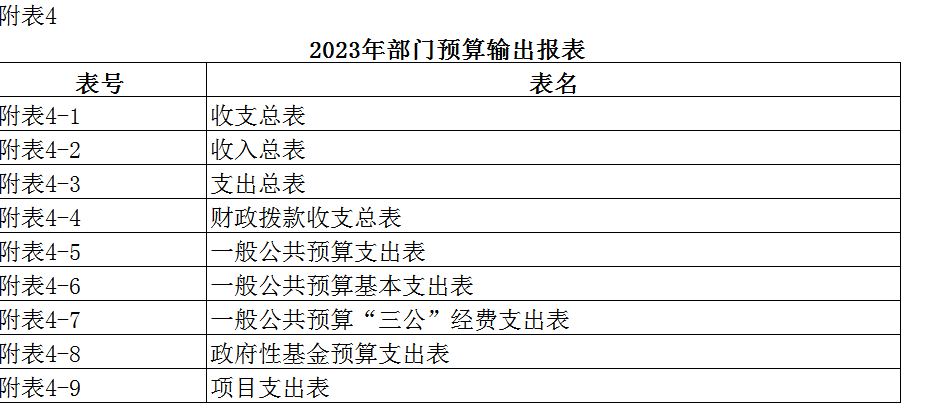 附表4
2023年部门预算输出报表
表号 表名
附表4-1 收支总表
附表4-2 收入总表
附表4-3 支出总表
附表4-4 财政拨款收支总表
附表4-5 一般公共预算支出表
附表4-6 一般公共预算基本支出表
附表4-7 一般公共预算“三公”经费支出表
附表4-8 政府性基金预算支出表
附表4-9 项目支出表